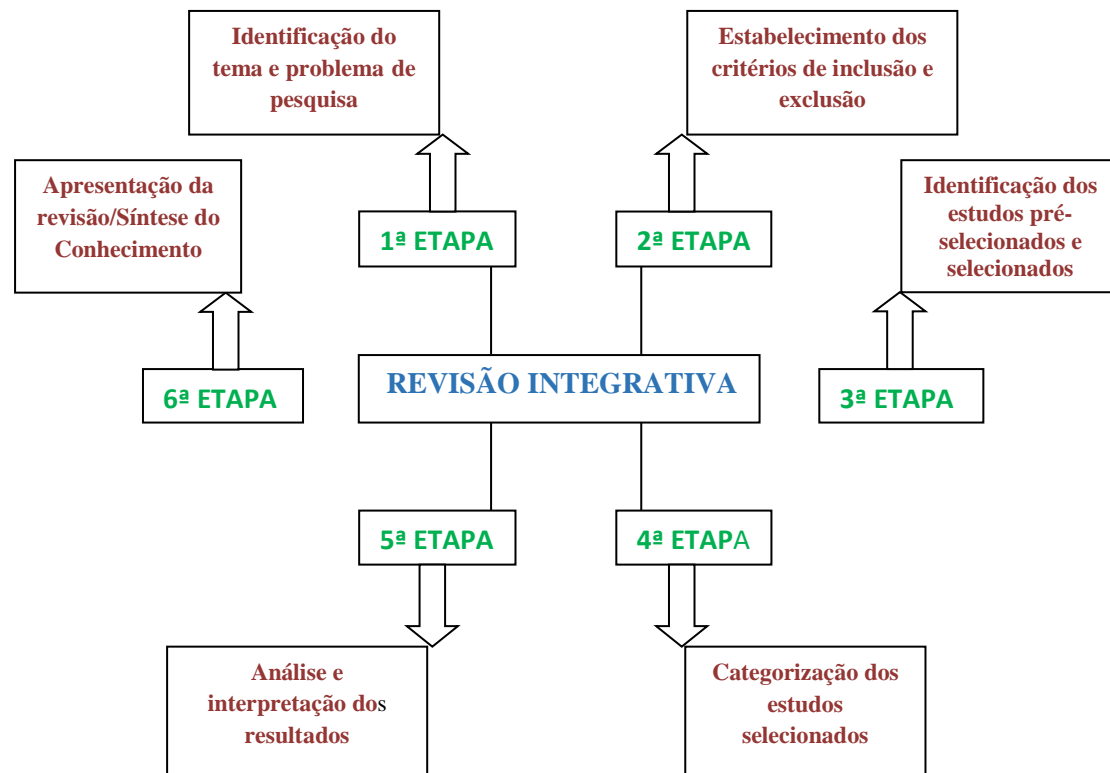 Identificação do
tema e problema de
pesquisa
Estabelecimento dos
critérios de inclusão e
exclusão
Apresentação da
revisão/Síntese do
Conhecimento
Identificação dos
estudos pré-
selecionados e
selecionados
1ª ETAPA
2ª ETAPA
6ª ETAPA
REVISÃO INTEGRATIVA
3ª ETAPA
5ª ETAPA
4ª ETAPA
Análise e
interpretação dos
resultados
Categorização dos
estudos
selecionados